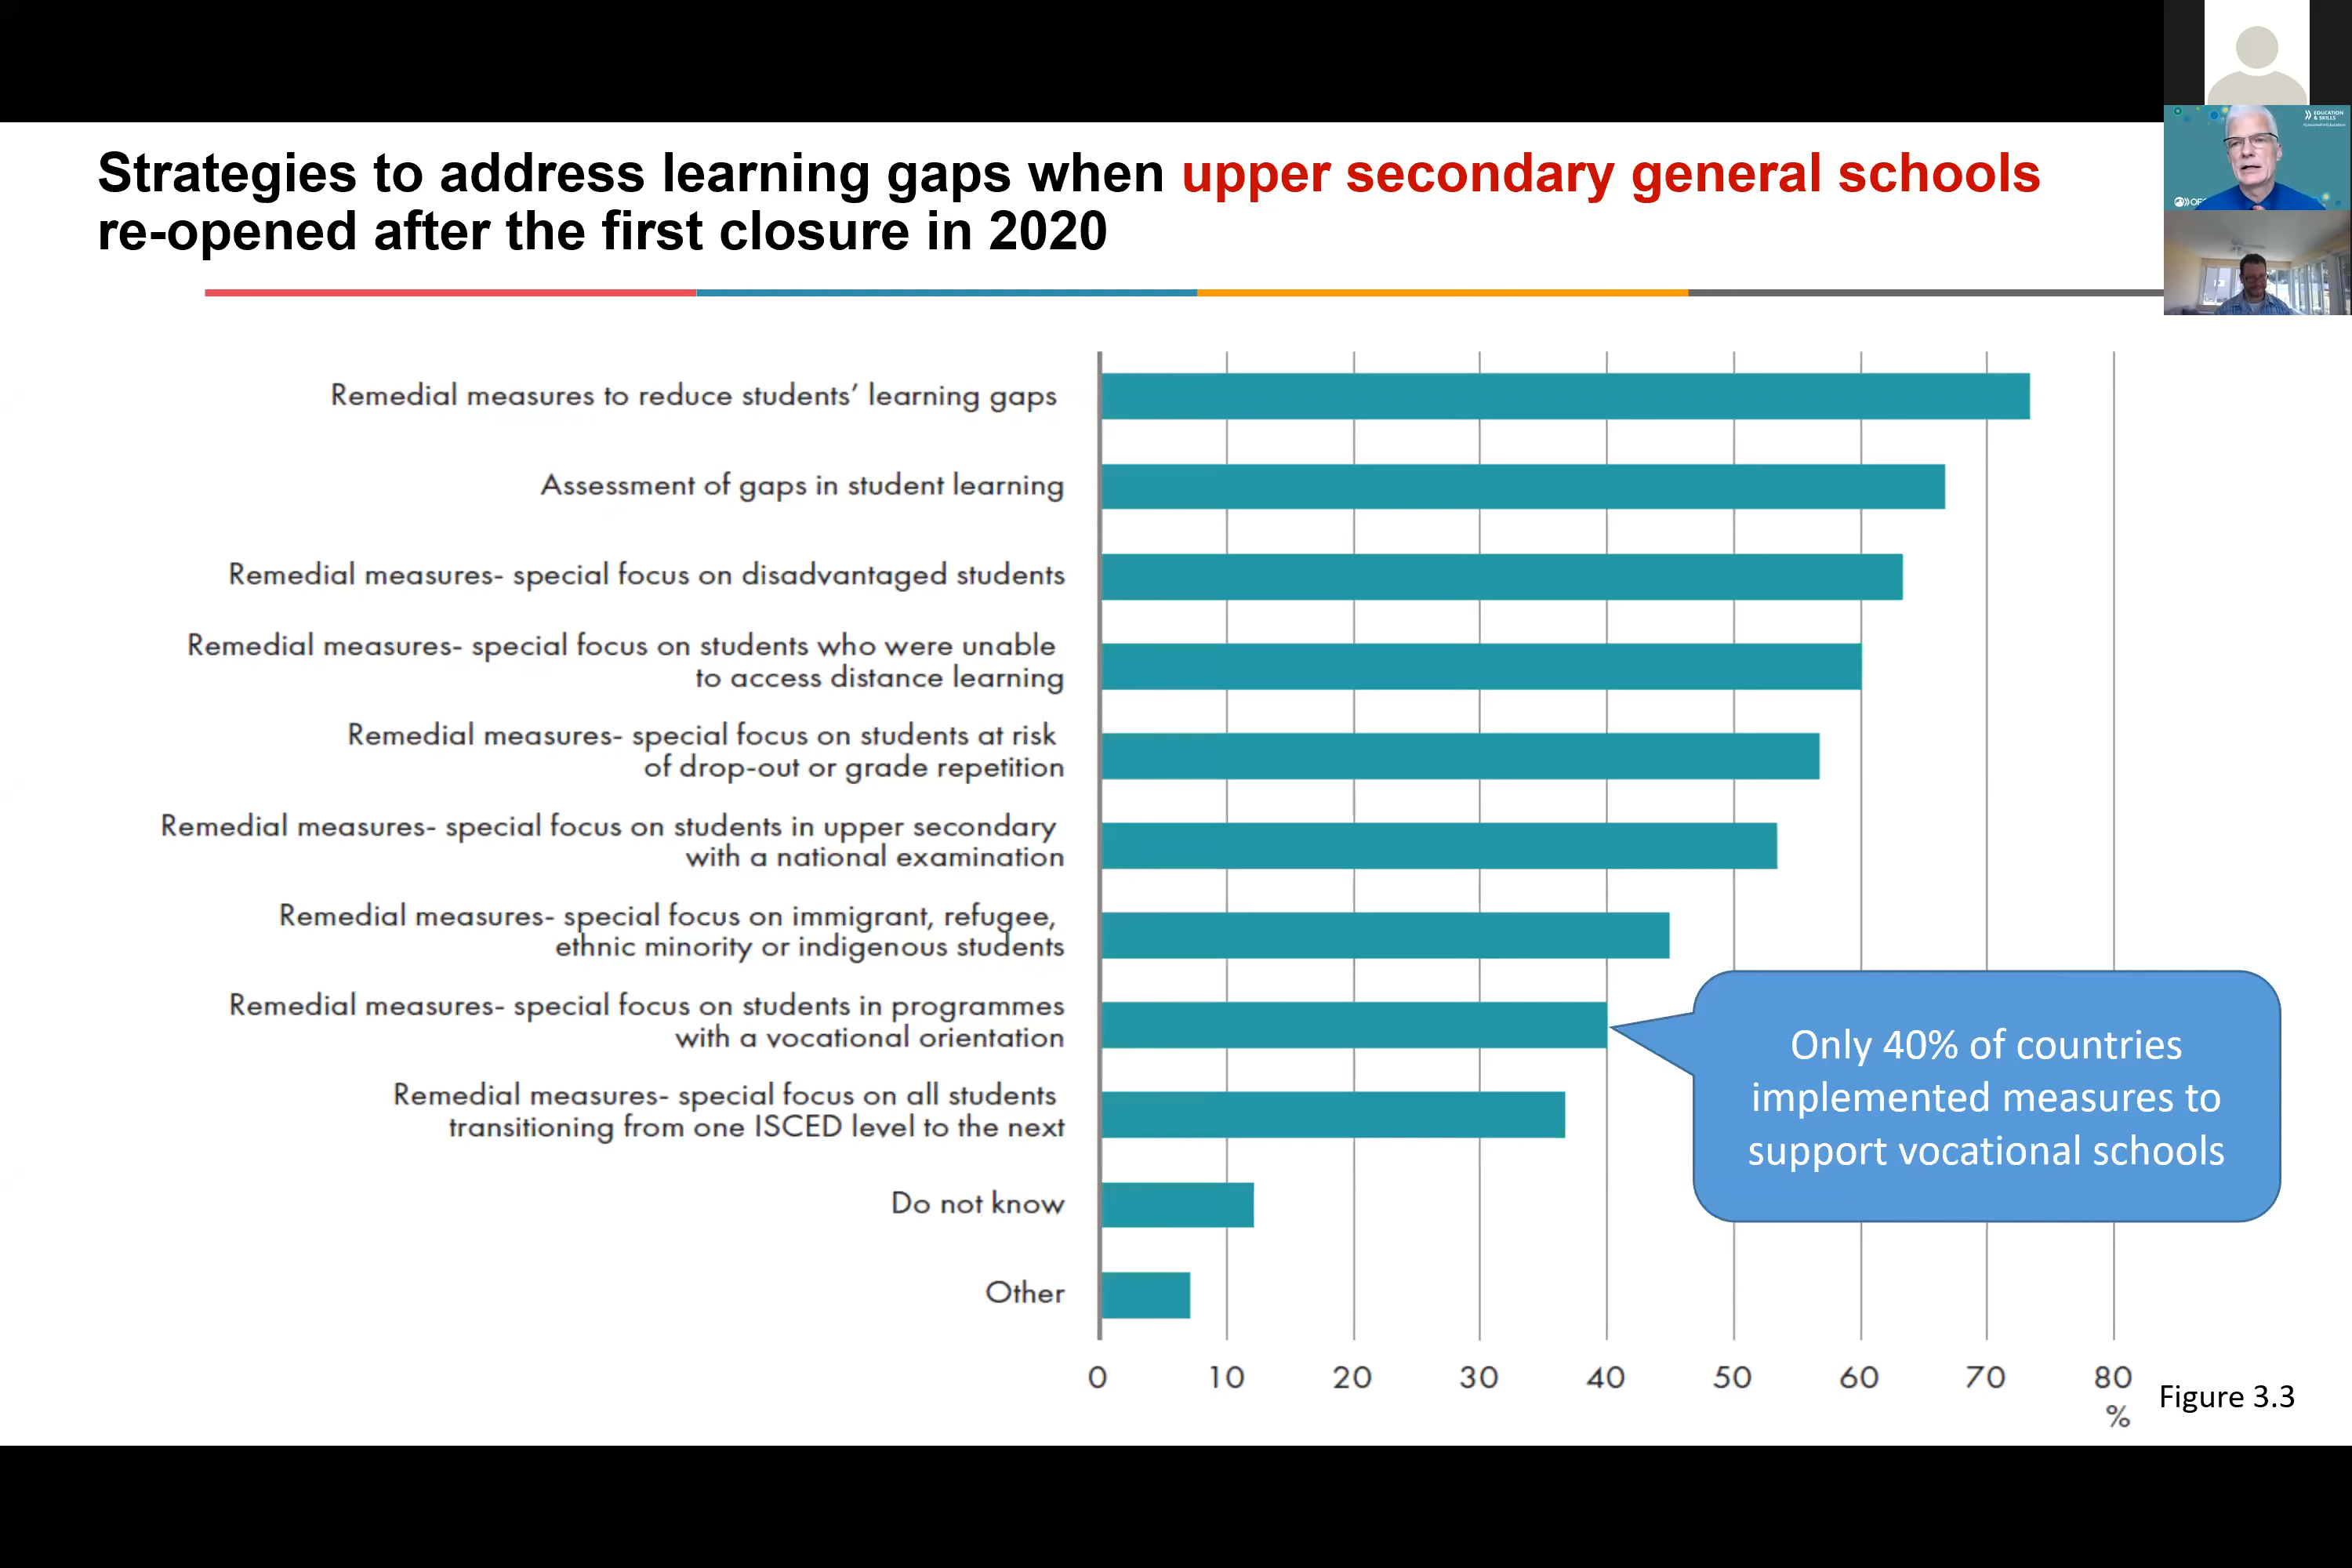 Strategies to address learning gaps when upper secondary general schools
re-opened after the first closure in 2020
EDUCATION
& SKILLS
Remedial measures to reduce students’ learning gaps
Assessment of gaps in student learning
Remedial measures- special focus on disadvantaged students
Remedial measures- special focus on students who were unable
to access distance learning
Remedial measures- special focus on students at risk
of drop-out or grade repetition
Remedial measures- special focus on students in upper secondary
with a national examination
Remedial measures- special focus on immigrant, refugee,
ethnic minority or indigenous students
Remedial measures- special focus on students in programmes
with a vocational orientation
Remedial measures- special focus on all students
transitioning from one ISCED level to the next
Do not know
Other
Only 40% of countries
implemented measures to
support vocational schools
0 10 20 30 40 50 60 70 80
%
Figure 3.3